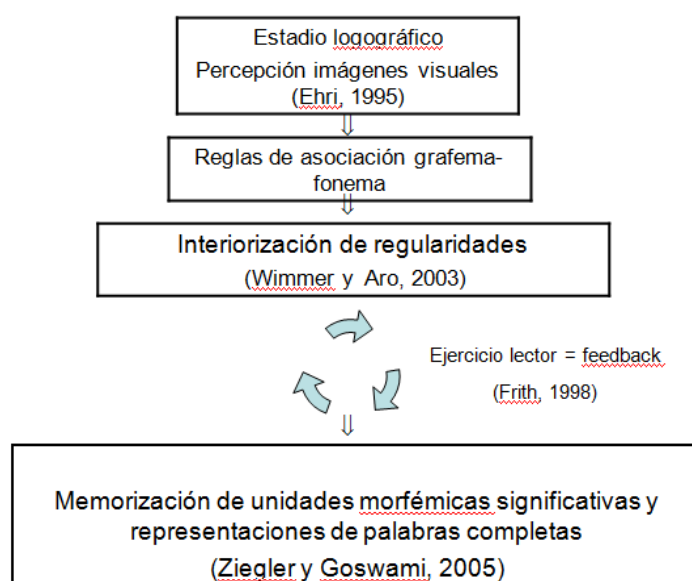 Estadio logográfico
Percepción imágenes visuales
(Ehri, 1995)
Reglas de asociación grafema-
fonema
Interiorización de regularidades
(Wimmer y Aro, 2003)
Ejercicio lector = feedback
(Frith, 1998)
Memorización de unidades morfémicas significativas y
representaciones de palabras completas
(Ziegler y Goswami, 2005)